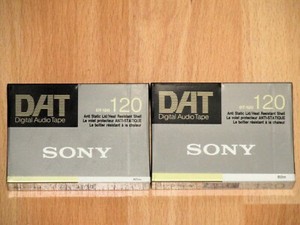 DAT
Digital Audio Tape
120
Anti Static Lid/Heat Resistant Shell
Le volet protecteur ANTI-STATIQUE
Le boîtier résistant à la chaleur
SONY
DAT
Digital Audio Tape
120
Anti Static Lid/Heat Resistant Shell
Le volet protecteur ANTI-STATIQUE
Le boîtier résistant à la chaleur
SONY